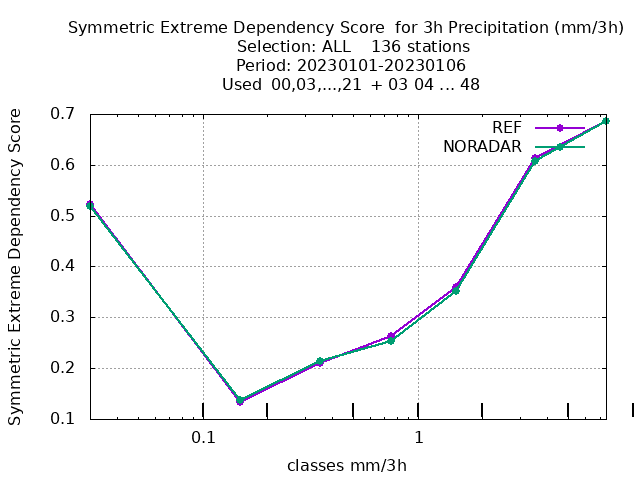 Symmetric Extreme Dependency Score  for 3h Precipitation (mm/3h)
Selection: ALL    136 stations
Period: 20230101-20230106
Used  00,03,...,21  + 03 04 ... 48
Symmetric Extreme Dependency Score
0.7
0.6
0.5
0.4
0.3
0.2
0.1
REF
NORADAR
0.1
1
classes mm/3h